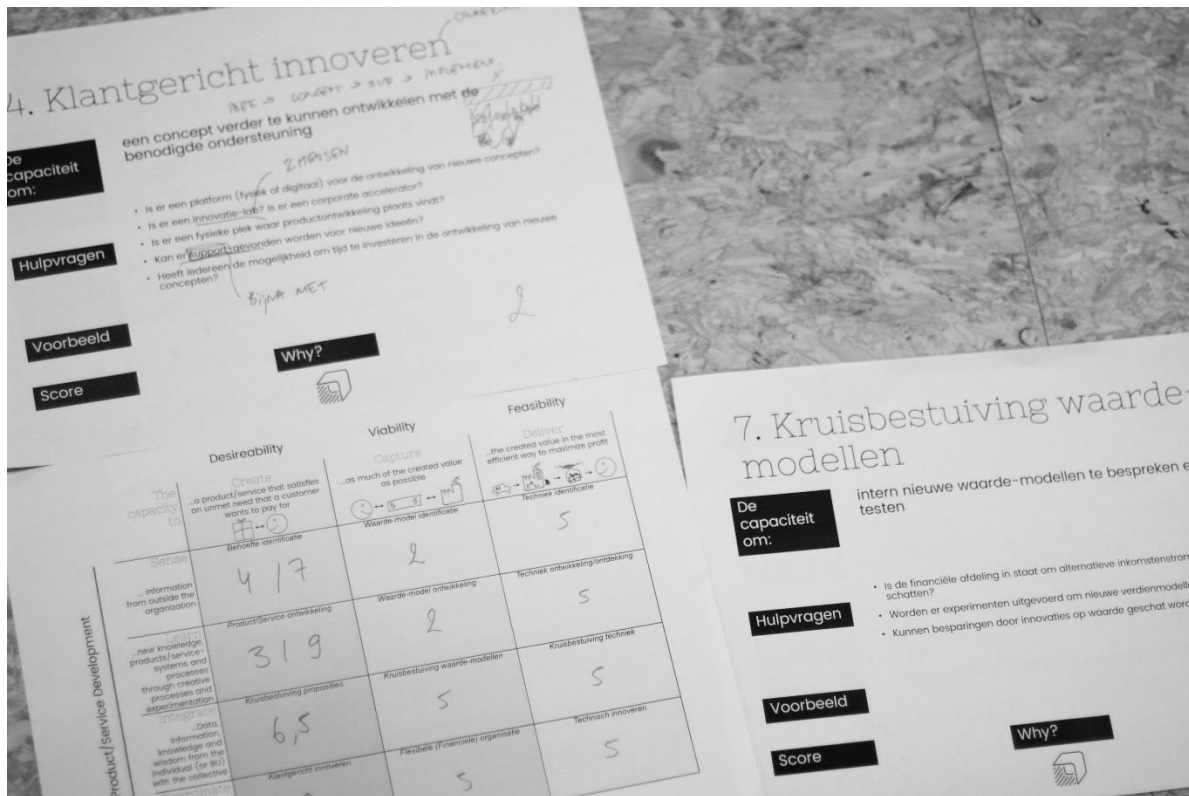 4. Klantgericht innoveren
IDEE → CONCEPT → → IMPLEMENT.
De
capaciteit
om:
een concept verder te kunnen ontwikkelen met de
benodigde ondersteuning
2 MENSEN
Hulpvragen
• Is er een platform (fysiek of digitaal) voor de ontwikkeling van nieuwe concepten?
• Is er een innovatie-lab? Is er een corporate accelerator?
• Is er een fysieke plek waar productontwikkeling plaats vindt?
• Kan er support gevonden worden voor nieuwe ideeën?
• Heeft iedereen de mogelijkheid om tijd te investeren in de ontwikkeling van nieuwe
concepten?
BIJNA NIET
2
Voorbeeld
Score
Why?
Product/Service Development
Desireability
Viability
Feasibility
The
capacity
to
Create
...a product/service that satisfies
an unmet need that a customer
wants to pay for
Capture
...as much of the created value
as possible
Deliver
...the created value in the most
efficient way to maximize profit
Sense
... information
from outside the
organization
Behoefte identificatie
4 / 7
Waarde-model identificatie
2
Techniek identificatie
5
Learn
...new knowledge,
products/service-
systems and
processes
through creative
processes and
experimentation
Product/Service ontwikkeling
3 / 9
Waarde-model ontwikkeling
2
Techniek ontwikkeling/ontdekking
5
Integrate
...Data,
information,
knowledge and
wisdom from the
individual (or BU)
with the collective
Kruisbestuiving proposities
6,5
Kruisbestuiving waarde-modellen
5
Kruisbestuiving techniek
5
Klantgericht innoveren
Flexibele (Financiële) organisatie
5
Technisch innoveren
5
7. Kruisbestuiving waarde-
modellen
De
capaciteit
om:
intern nieuwe waarde-modellen te bespreken e
testen
Hulpvragen
• Is de financiële afdeling in staat om alternatieve inkomstenstrom
schatten?
• Worden er experimenten uitgevoerd om nieuwe verdienmodelle
• Kunnen besparingen door innovaties op waarde geschat word
Voorbeeld
Score
Why?